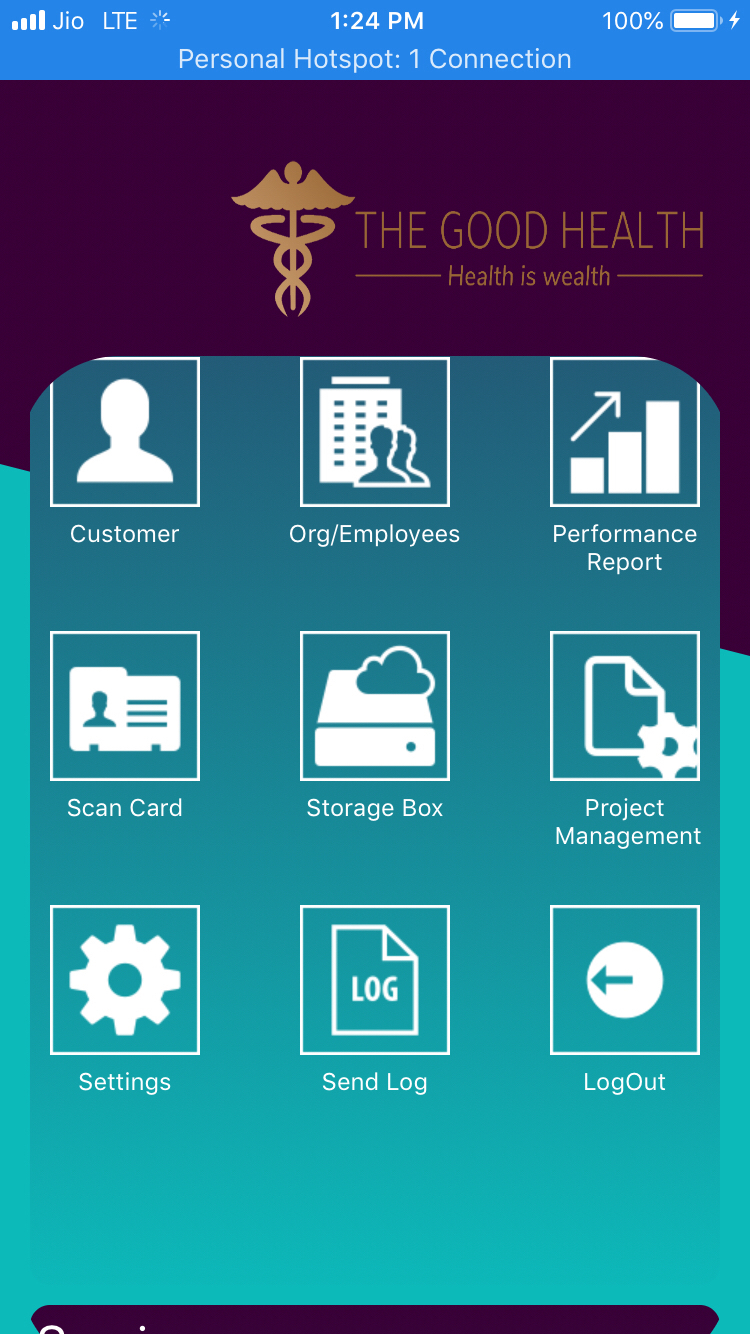 Jio LTE 1:24 PM 100%
Personal Hotspot: 1 Connection
THE GOOD HEALTH
Health is wealth
Customer
Org/Employees
Performance
Report
Scan Card
Storage Box
Project
Management
Settings
LOG
Send Log
LogOut